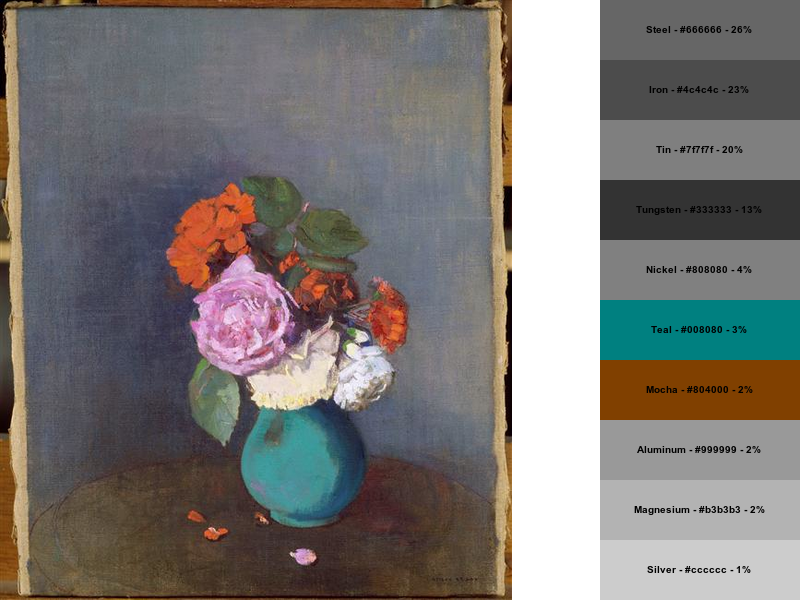 Steel - #666666 - 26%
Iron - #4c4c4c - 23%
Tin - #7f7f7f - 20%
Tungsten - #333333 - 13%
Nickel - #808080 - 4%
Teal - #008080 - 3%
Mocha - #804000 - 2%
Aluminum - #999999 - 2%
Magnesium - #b3b3b3 - 2%
Silver - #cccccc - 1%